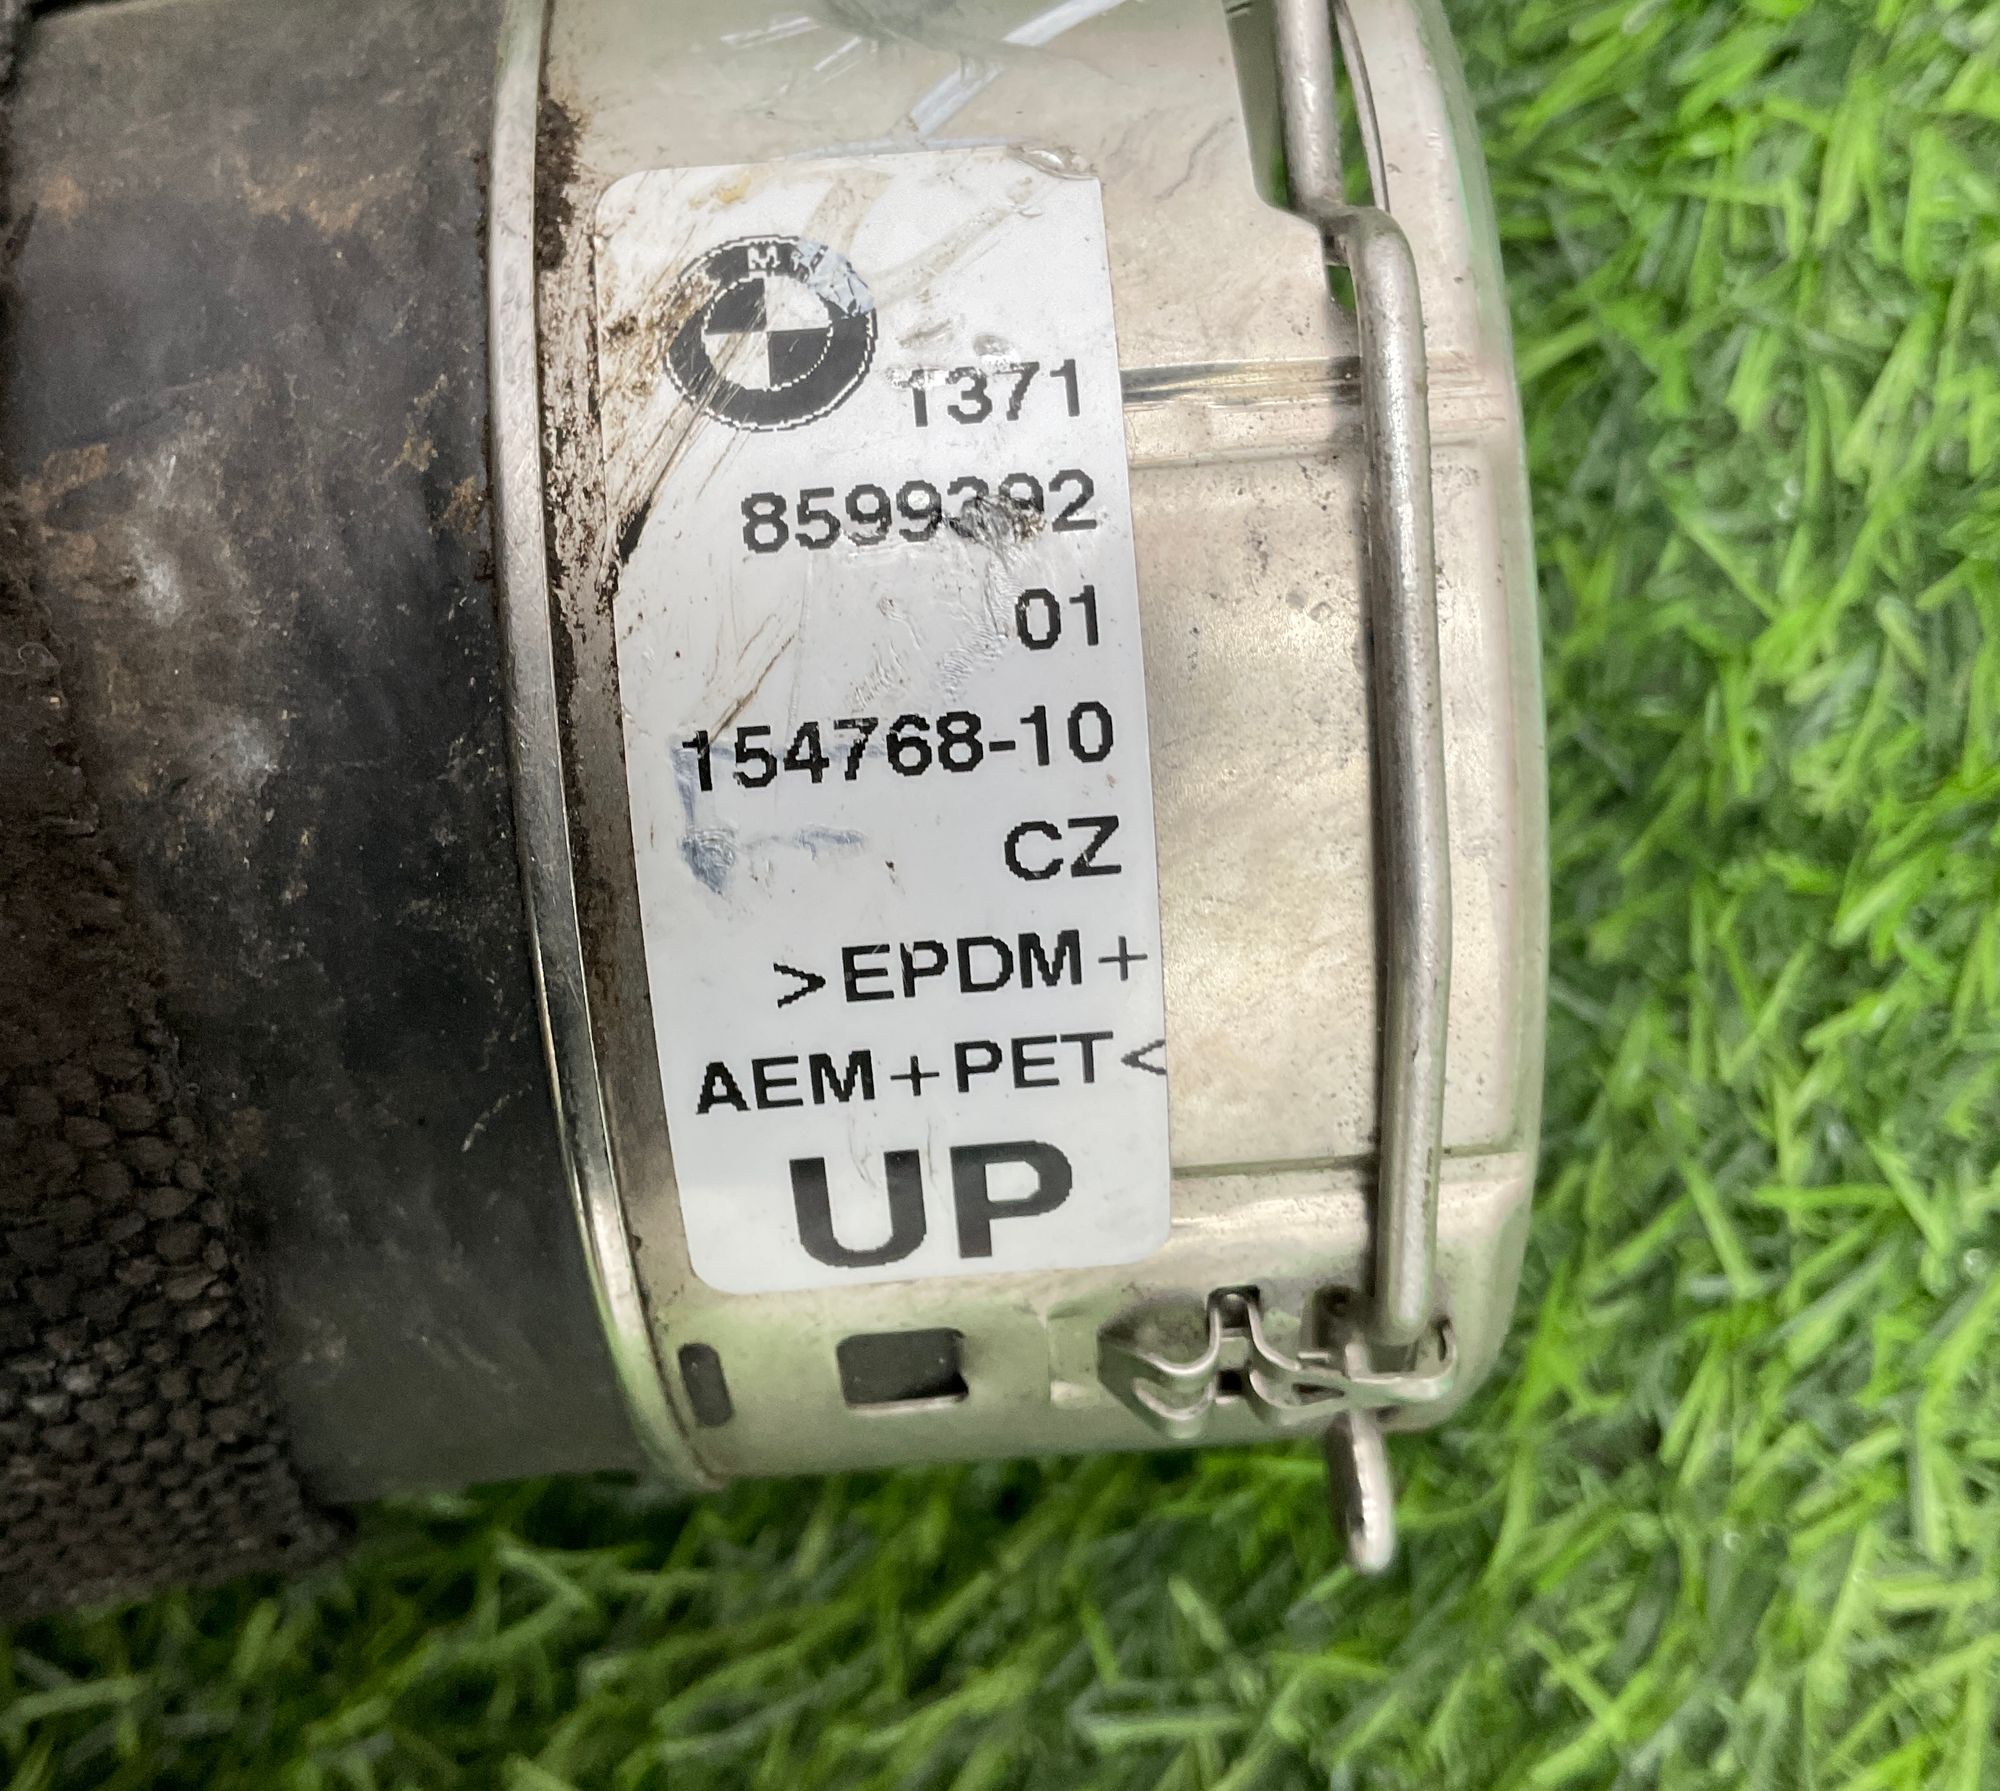 1371
8599392
01
154768-10
CZ
>EPDM+
AEM+PET<
UP